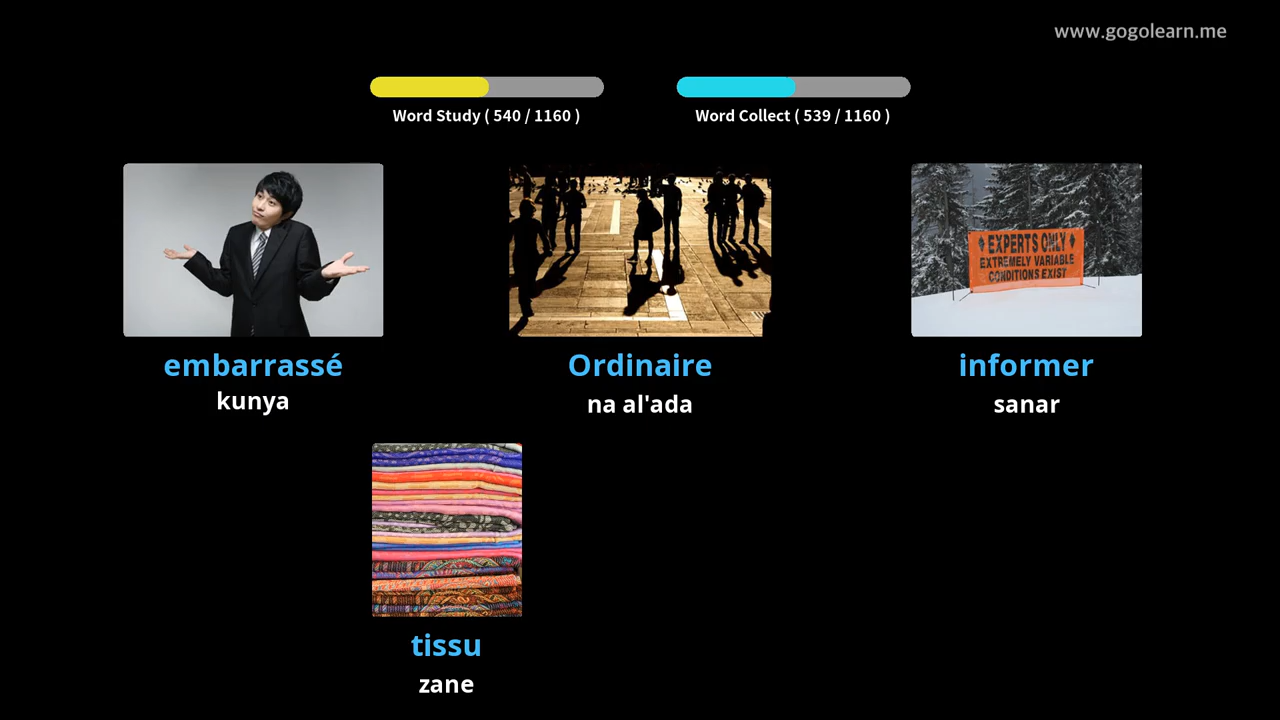 www.gogolearn.me
Word Study ( 540 / 1160 )
Word Collect ( 539 / 1160 )
EXPERTS ONLY
EXTREMELY VARIABLE
CONDITIONS EXIST
embarrassé
kunya
Ordinaire
na al'ada
informer
sanar
tissu
zane